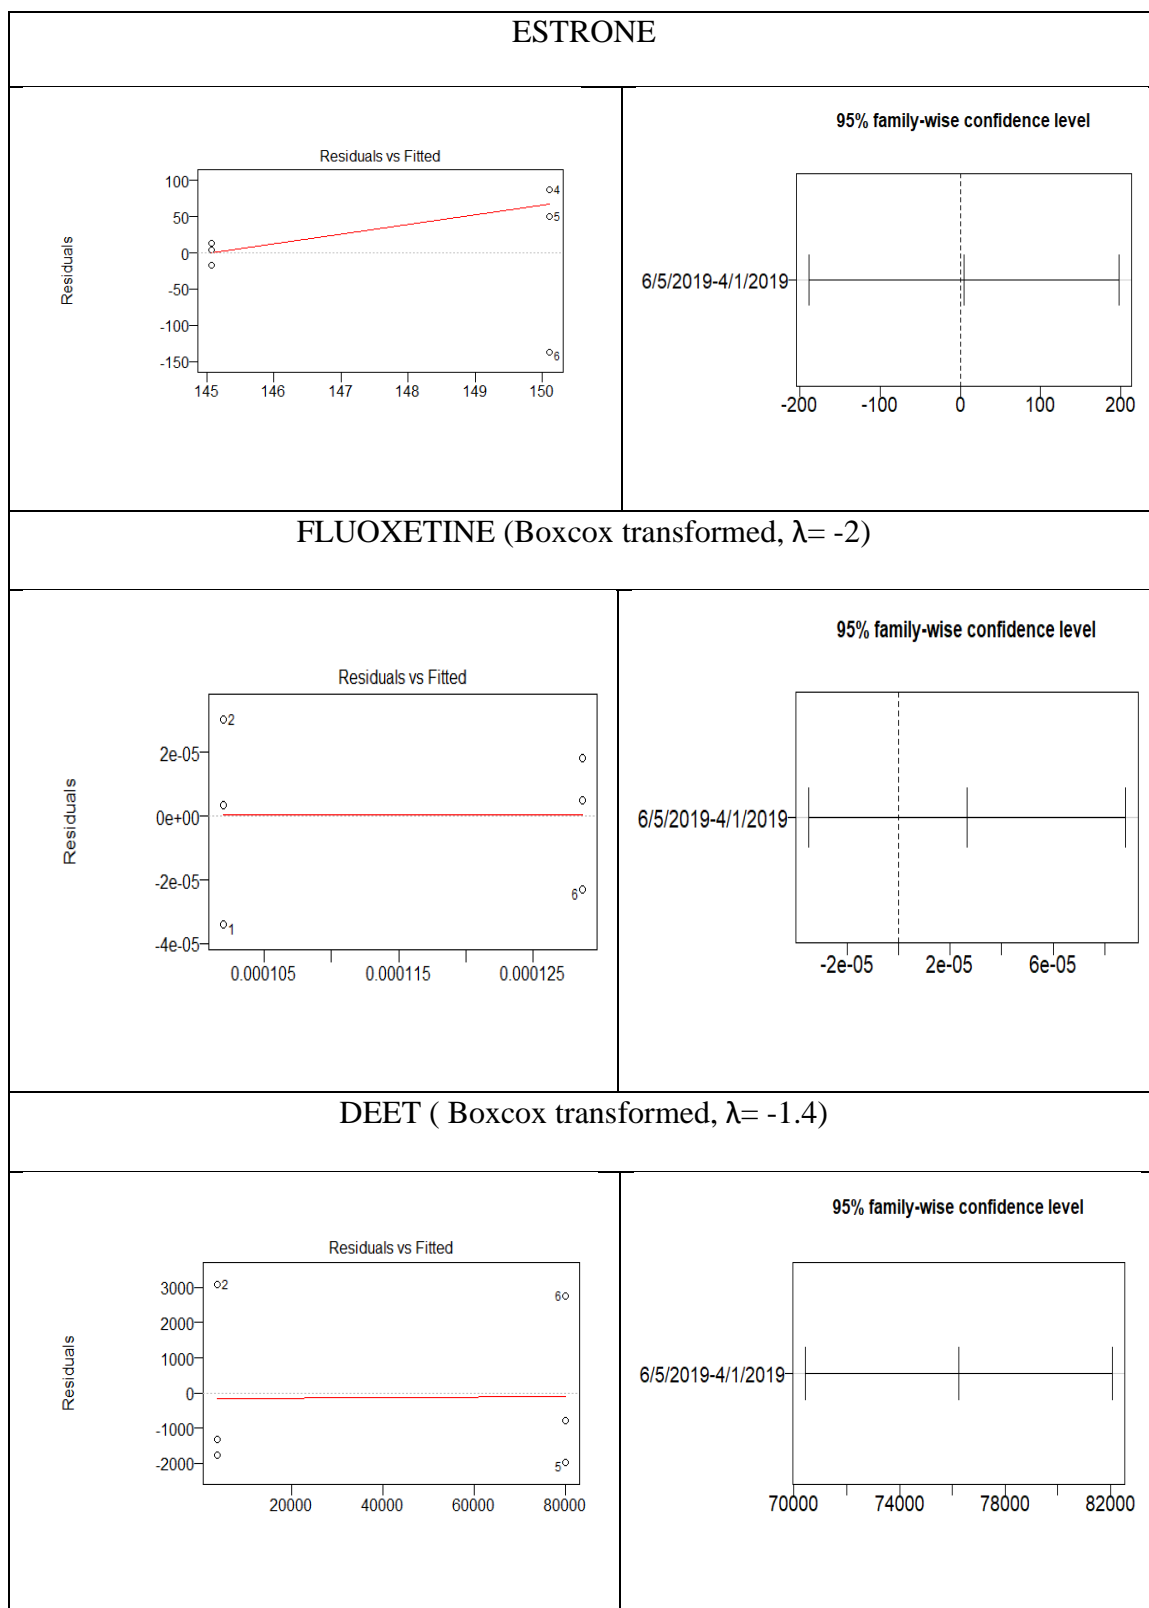 ESTRONE
Residuals vs Fitted
Residuals
100
50
0
-50
-100
-150
4
5
6
145 146 147 148 149 150
95% family-wise confidence level
6/5/2019-4/1/2019
-200 -100 0 100 200
FLUOXETINE (Boxcox transformed, λ= -2)
Residuals vs Fitted
Residuals
2e-05
0e+00
-2e-05
-4e-05
2
1
6
0.000105 0.000115 0.000125
95% family-wise confidence level
6/5/2019-4/1/2019
-2e-05 2e-05 6e-05
DEET ( Boxcox transformed, λ= -1.4)
Residuals vs Fitted
Residuals
3000
2000
1000
0
-1000
-2000
2
6
5
20000 40000 60000 80000
95% family-wise confidence level
6/5/2019-4/1/2019
70000 74000 78000 82000